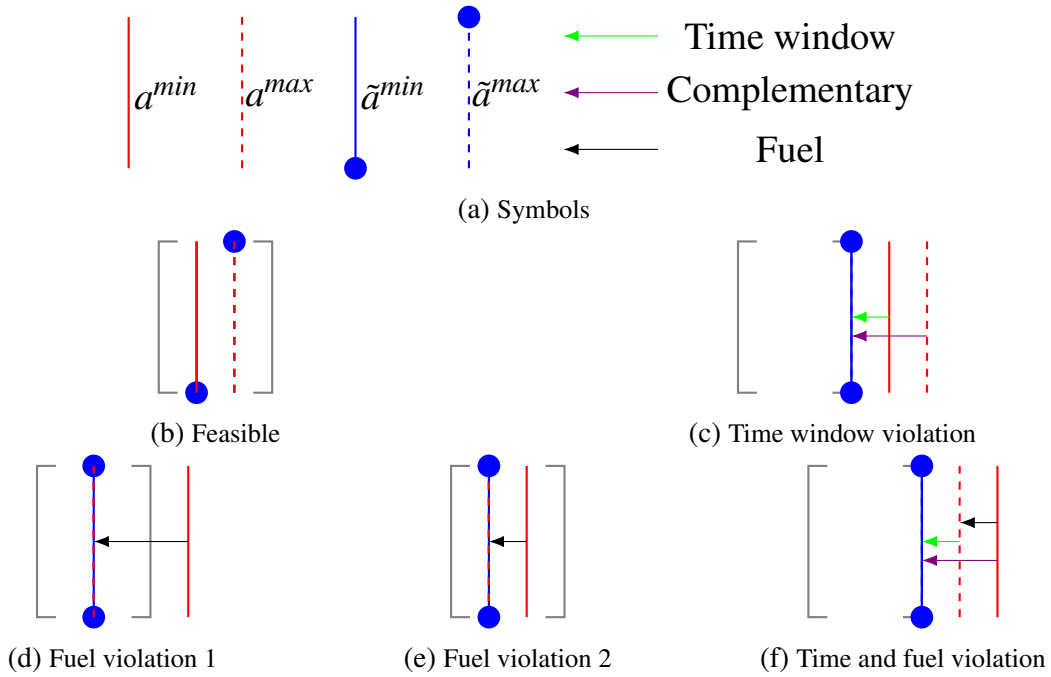 a^min a^max ã^min ã^max Time window
Complementary
Fuel
(a) Symbols
(b) Feasible (c) Time window violation
(d) Fuel violation 1 (e) Fuel violation 2 (f) Time and fuel violation